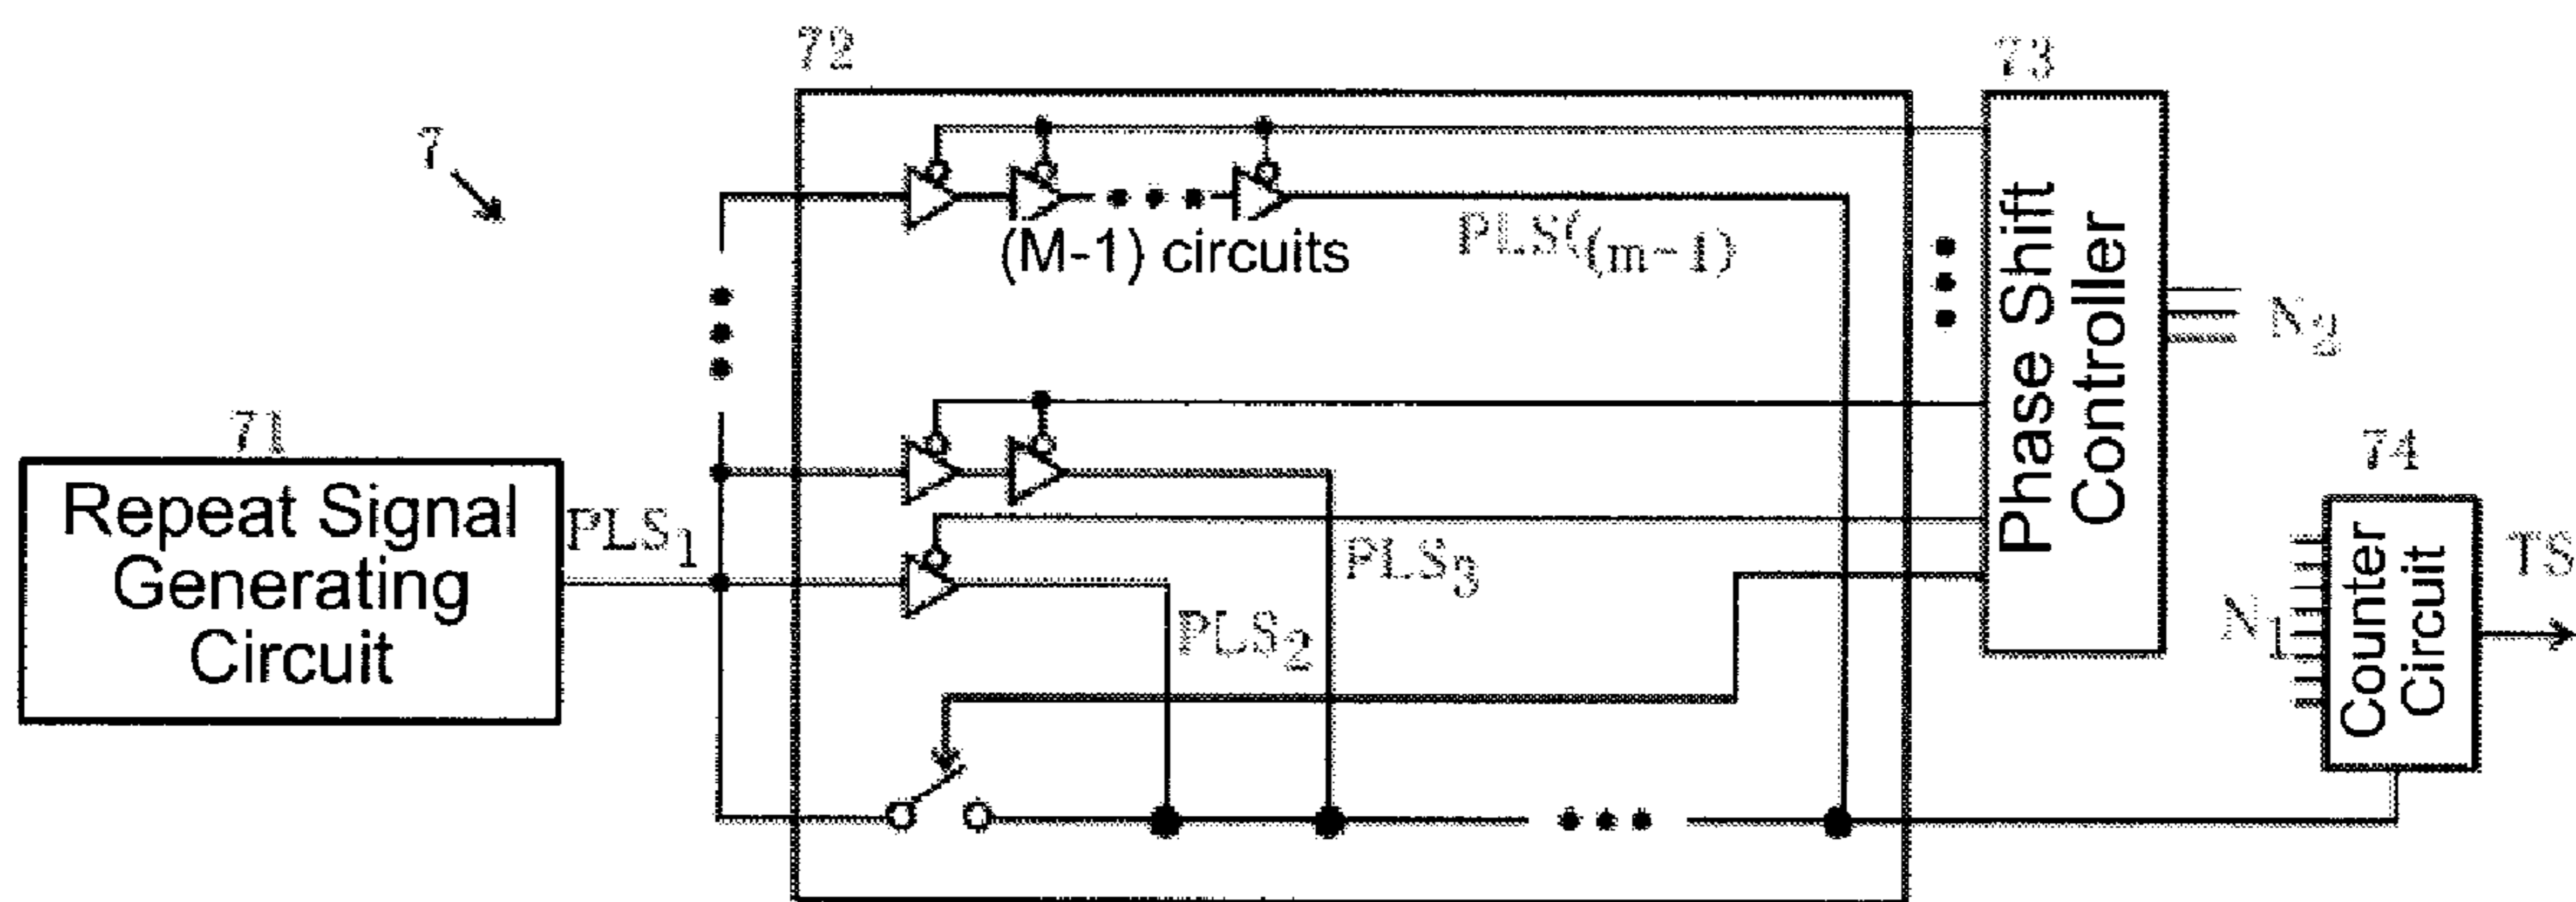 72
73
7
(M-1) circuits
PLS((m-1)
Phase Shift
Controller
N2
71
Repeat Signal
Generating
Circuit
PLS1
PLS3
PLS2
74
Counter
Circuit
N1
TS